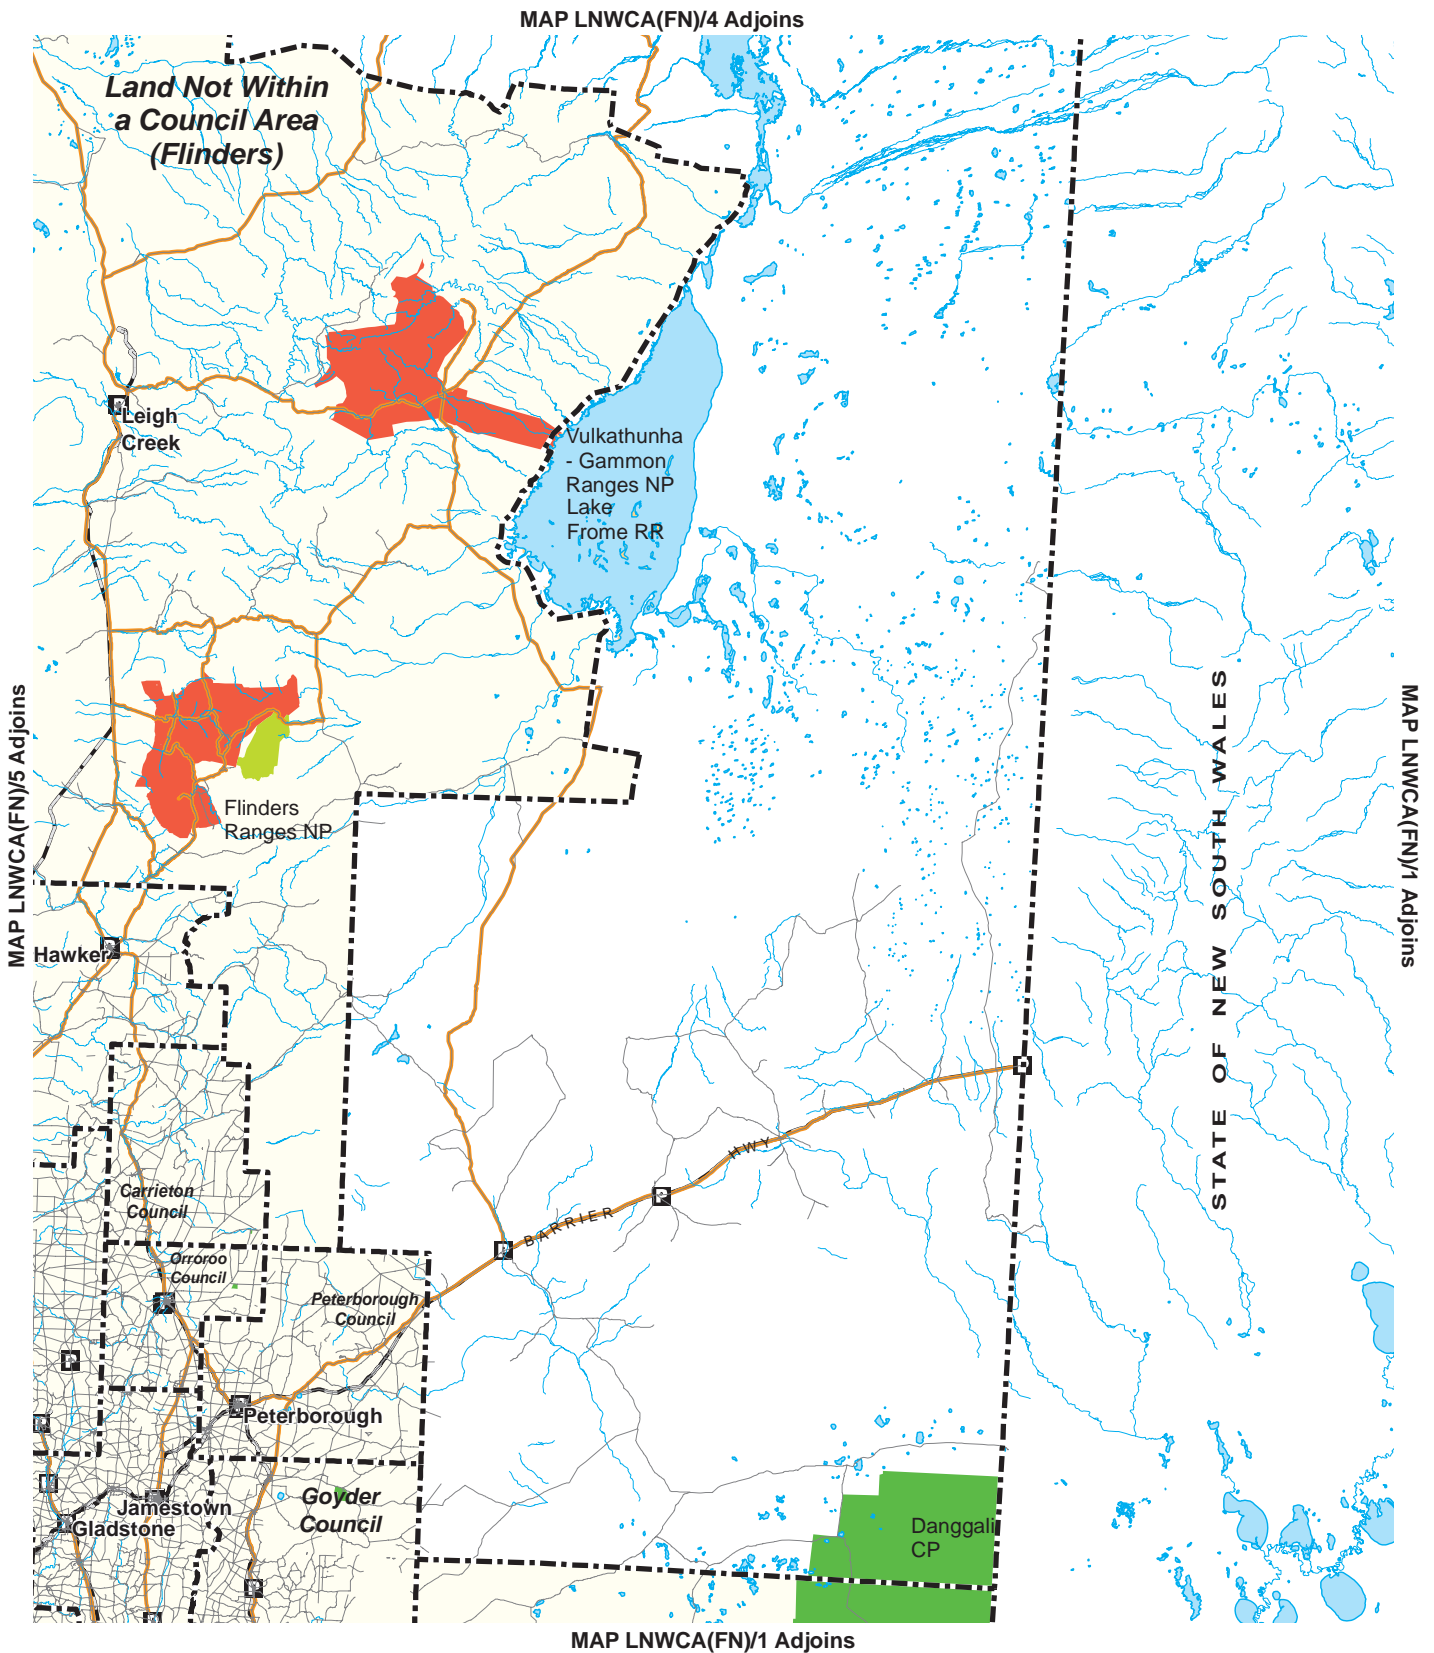 MAP LNWCA(FN)/4 Adjoins
Land Not Within
a Council Area
(Flinders)
Leigh
Creek
Vulkathunha
- Gammon
Ranges NP
Lake
Frome RR
MAP LNWCA(FN)/5 Adjoins
STATE OF NEW SOUTH WALES
MAP LNWCA(FN)/1 Adjoins
Flinders
Ranges NP
Hawker
BARRIER HWY
Carrieton
Council
Orroroo
Council
Peterborough
Council
Peterborough
Goyder
Council
Jamestown
Gladstone
Danggali
CP
MAP LNWCA(FN)/1 Adjoins